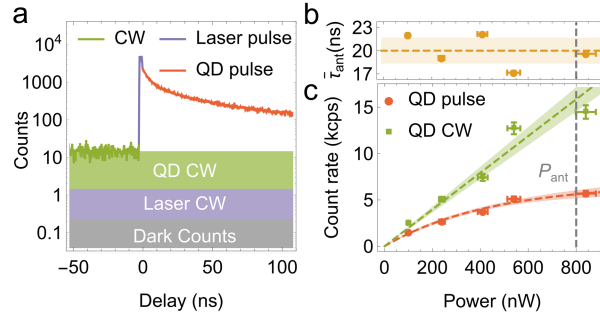 a
CW
Laser pulse
QD pulse
10⁴
1000
100
10
1
0.1
Counts
QD CW
Laser CW
Dark Counts
-50
0
50
100
Delay (ns)
b
23
20
17
τ̄ant(ns)
c
QD pulse
QD CW
Pant
15
10
5
0
Count rate (kcps)
0
200
400
600
800
Power (nW)